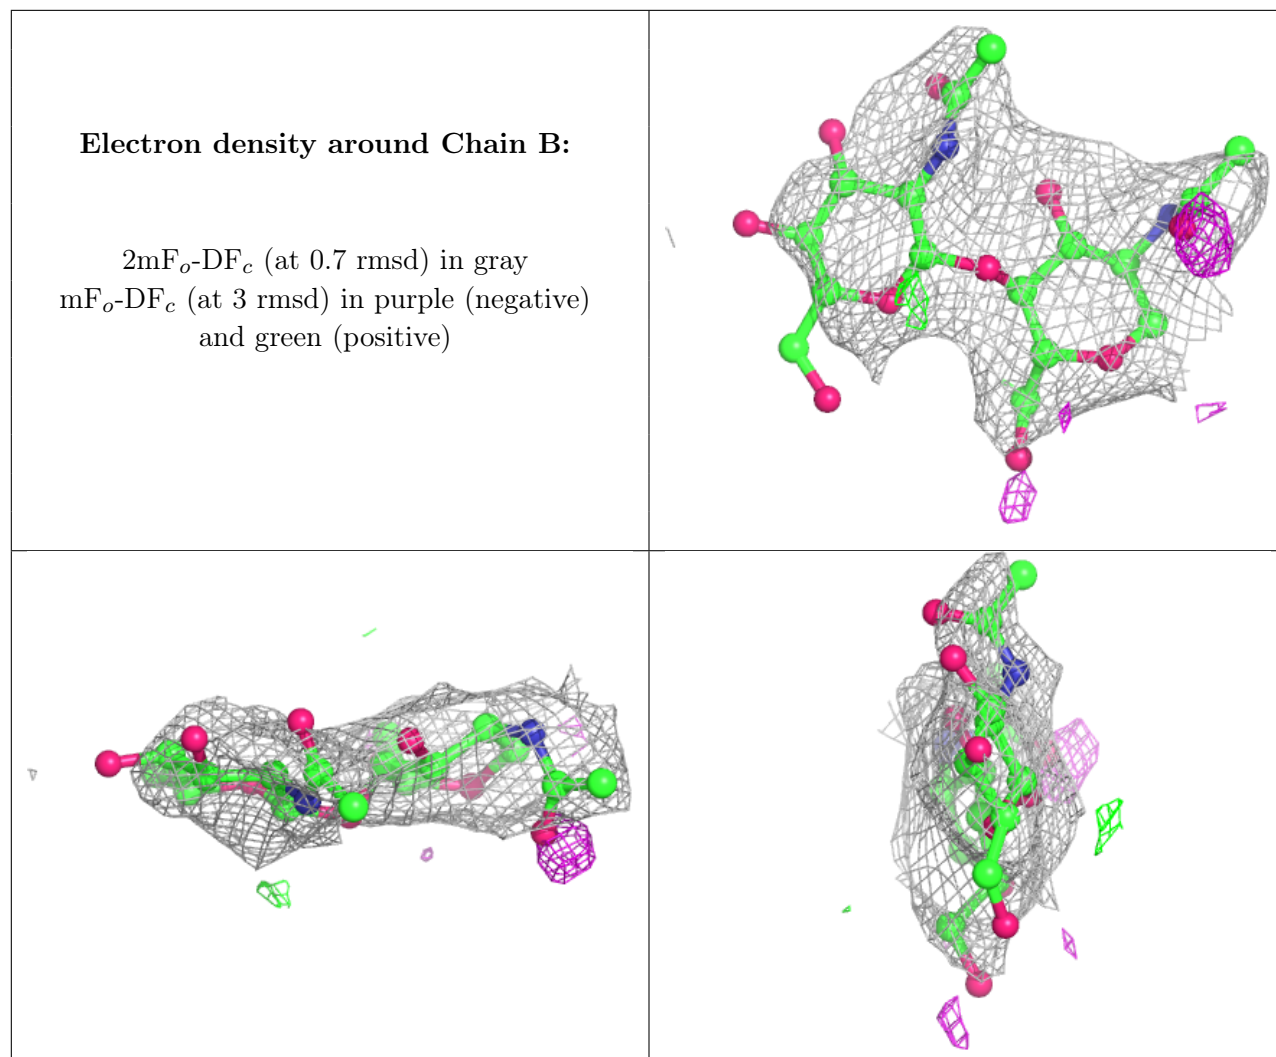 Electron density around Chain B:
2mFₒ-DF𝒸 (at 0.7 rmsd) in gray
mFₒ-DF𝒸 (at 3 rmsd) in purple (negative)
and green (positive)